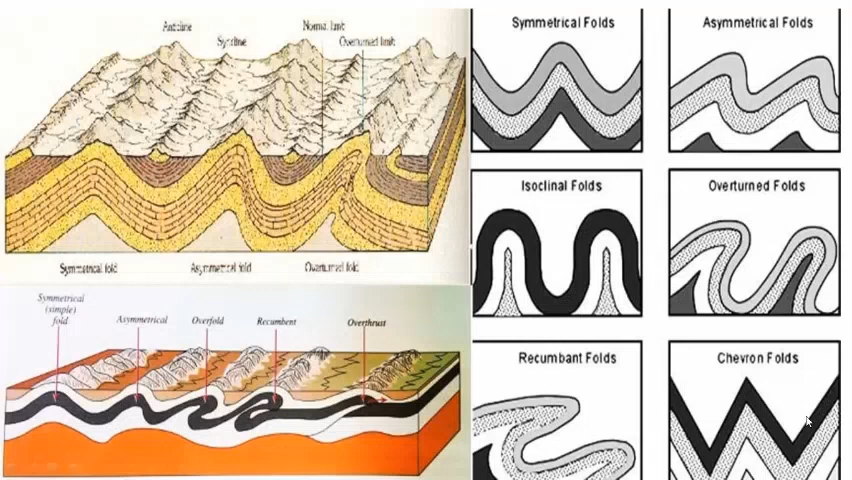 Anticline
Syncline
Normal limb
Overturned limb
Symmetrical fold
Asymmetrical fold
Overturned fold
Symmetrical
(simple)
fold
Asymmetrical
Overfold
Recumbent
Overthrust
Symmetrical Folds
Asymmetrical Folds
Isoclinal Folds
Overturned Folds
Recumbant Folds
Chevron Folds